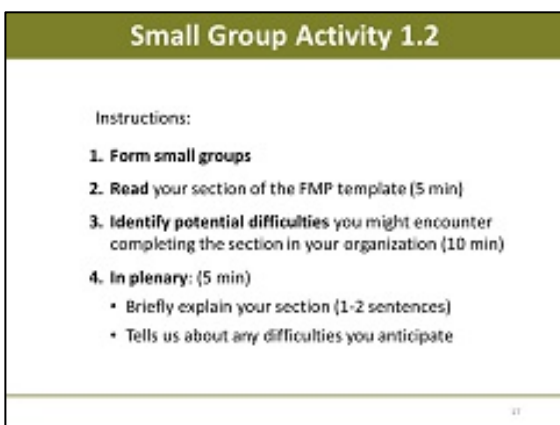 Small Group Activity 1.2
Instructions:
1. Form small groups
2. Read your section of the FMP template (5 min)
3. Identify potential difficulties you might encounter
completing the section in your organization (10 min)
4. In plenary: (5 min)
• Briefly explain your section (1-2 sentences)
• Tells us about any difficulties you anticipate